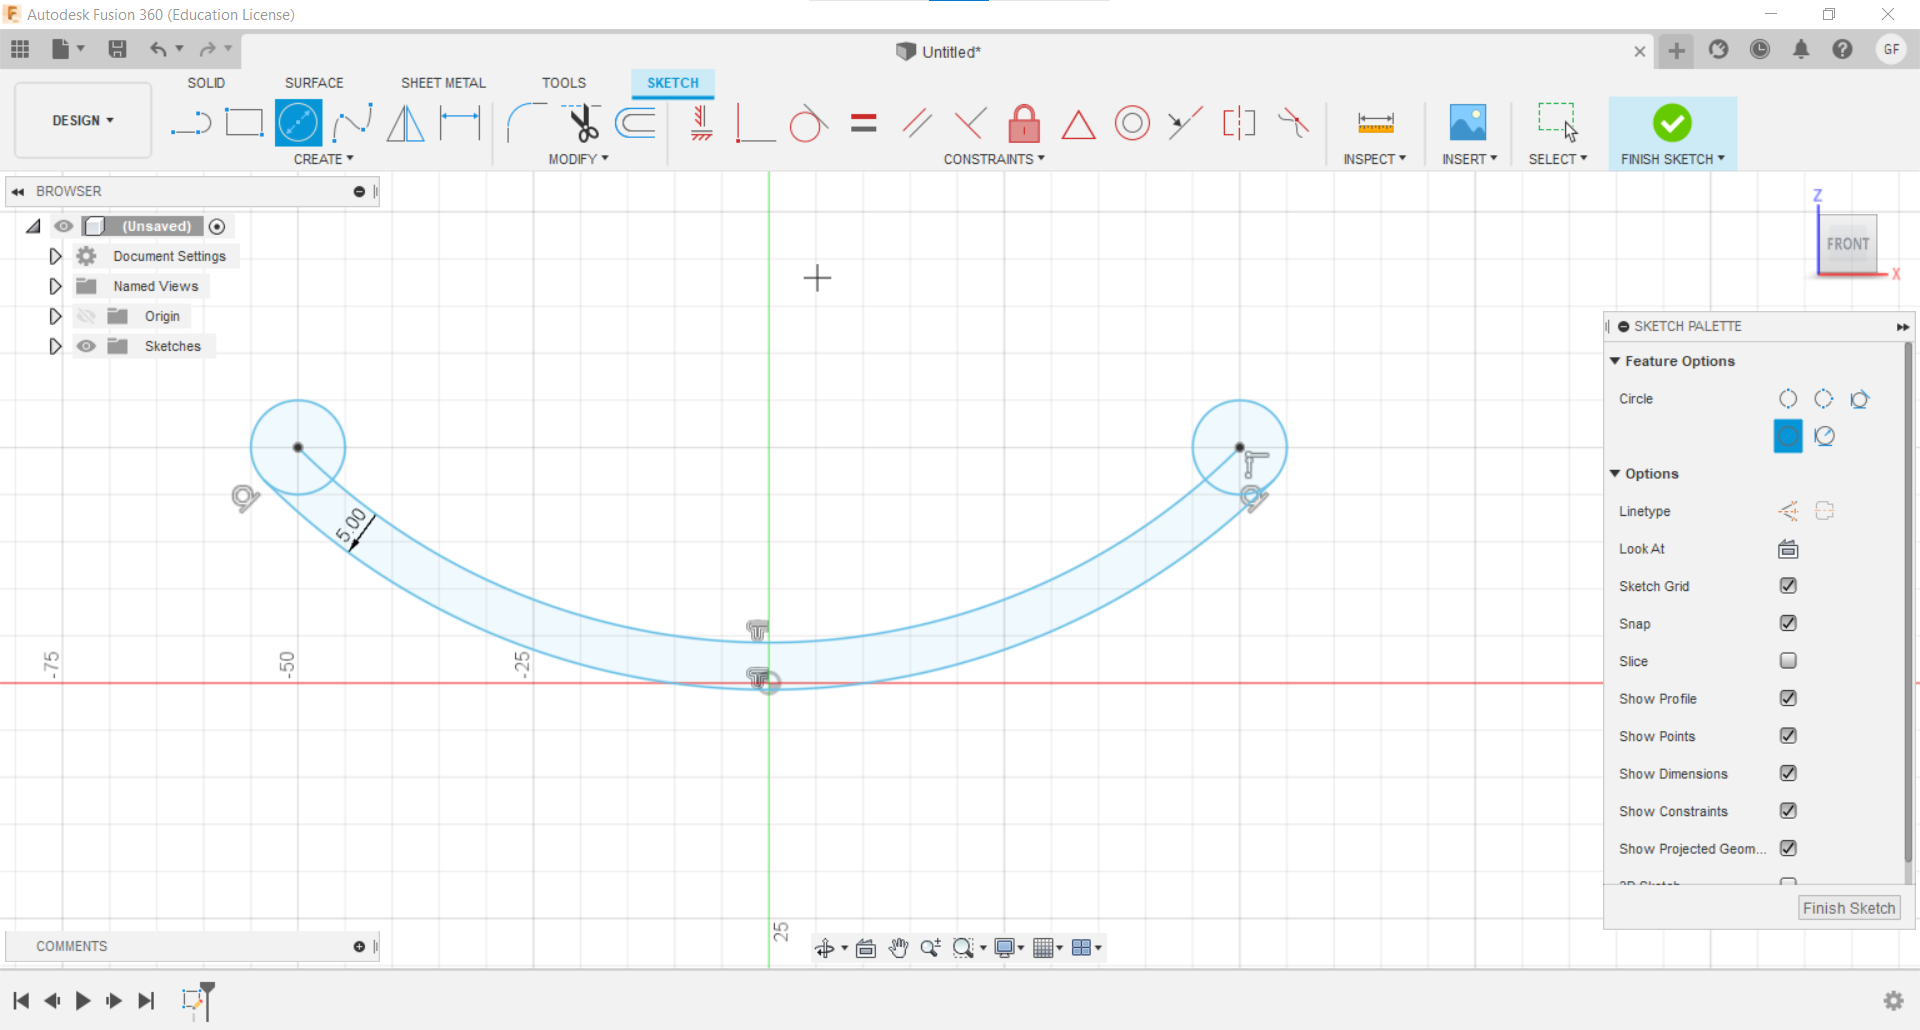 Autodesk Fusion 360 (Education License)
Untitled*
GF
SOLID SURFACE SHEET METAL TOOLS SKETCH
DESIGN
CREATE MODIFY CONSTRAINTS INSPECT INSERT SELECT FINISH SKETCH
BROWSER
(Unsaved)
Document Settings
Named Views
Origin
Sketches
Z
FRONT
X
5.00
-75
-50
-25
25
SKETCH PALETTE
Feature Options
Circle
Options
Linetype
Look At
Sketch Grid
Snap
Slice
Show Profile
Show Points
Show Dimensions
Show Constraints
Show Projected Geom...
Finish Sketch
COMMENTS